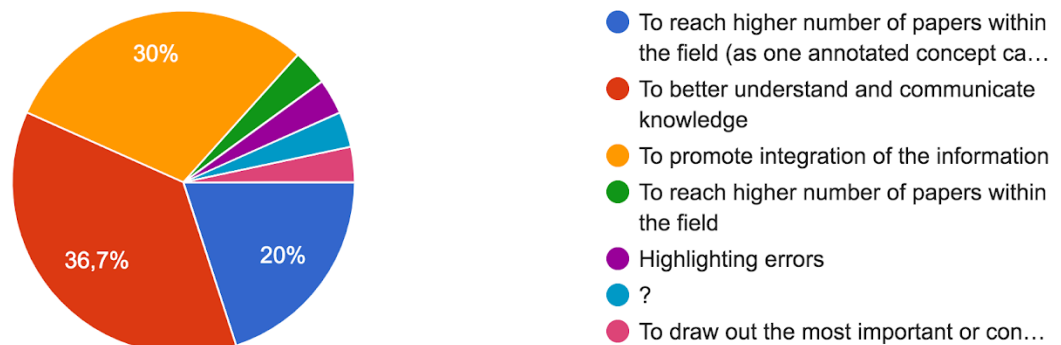 30%
36,7%
20%
To reach higher number of papers within
the field (as one annotated concept ca…
To better understand and communicate
knowledge
To promote integration of the information
To reach higher number of papers within
the field
Highlighting errors
?
To draw out the most important or con…